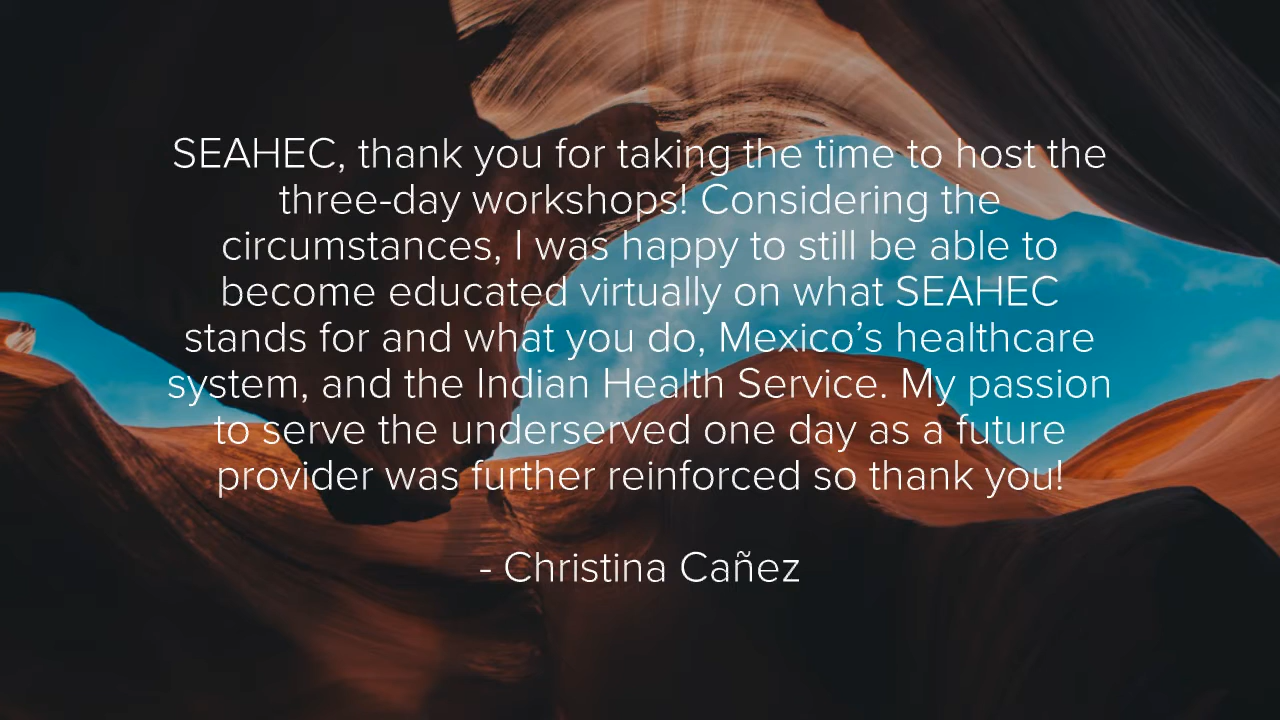 SEAHEC, thank you for taking the time to host the
three-day workshops! Considering the
circumstances, I was happy to still be able to
become educated virtually on what SEAHEC
stands for and what you do, Mexico’s healthcare
system, and the Indian Health Service. My passion
to serve the underserved one day as a future
provider was further reinforced so thank you!
- Christina Cañez